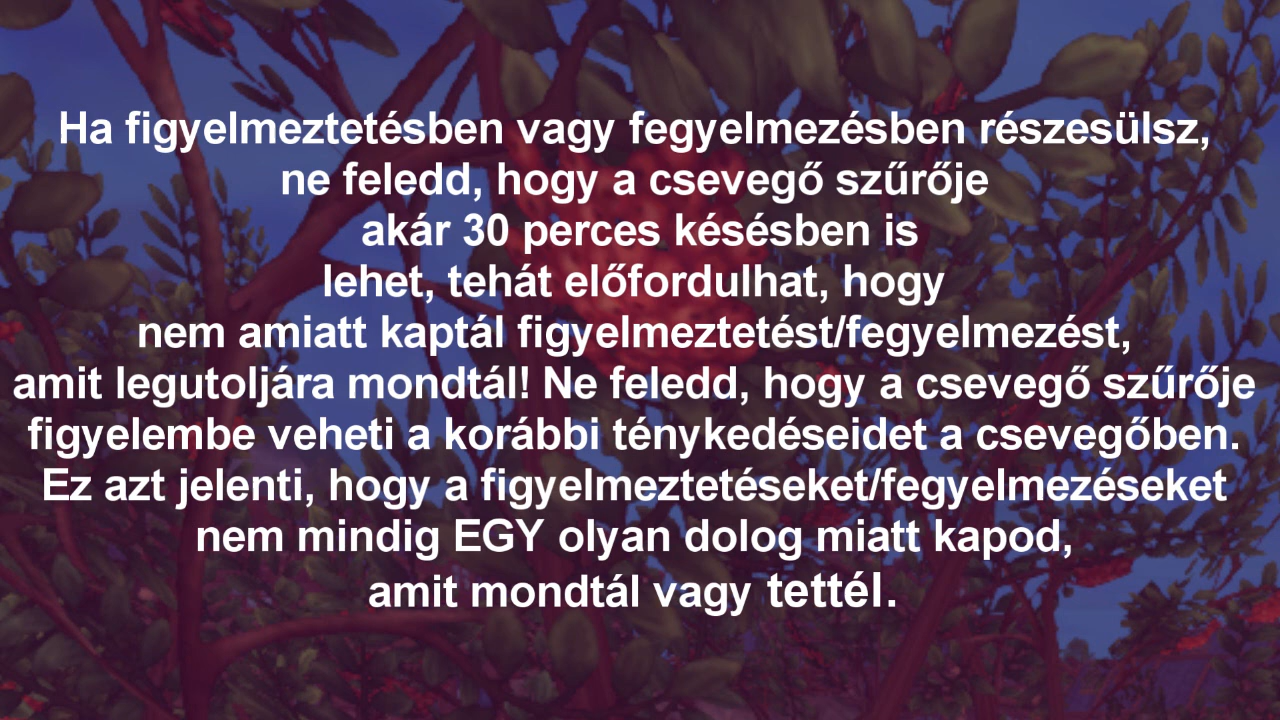 Ha figyelmeztetésben vagy fegyelmezésben részesülsz,
ne feledd, hogy a csevegő szűrője
akár 30 perces késésben is
lehet, tehát előfordulhat, hogy
nem amiatt kaptál figyelmeztetést/fegyelmezést,
amit legutoljára mondtál! Ne feledd, hogy a csevegő szűrője
figyelembe veheti a korábbi ténykedéseidet a csevegőben.
Ez azt jelenti, hogy a figyelmeztetéseket/fegyelmezéseket
nem mindig EGY olyan dolog miatt kapod,
amit mondtál vagy tettél.